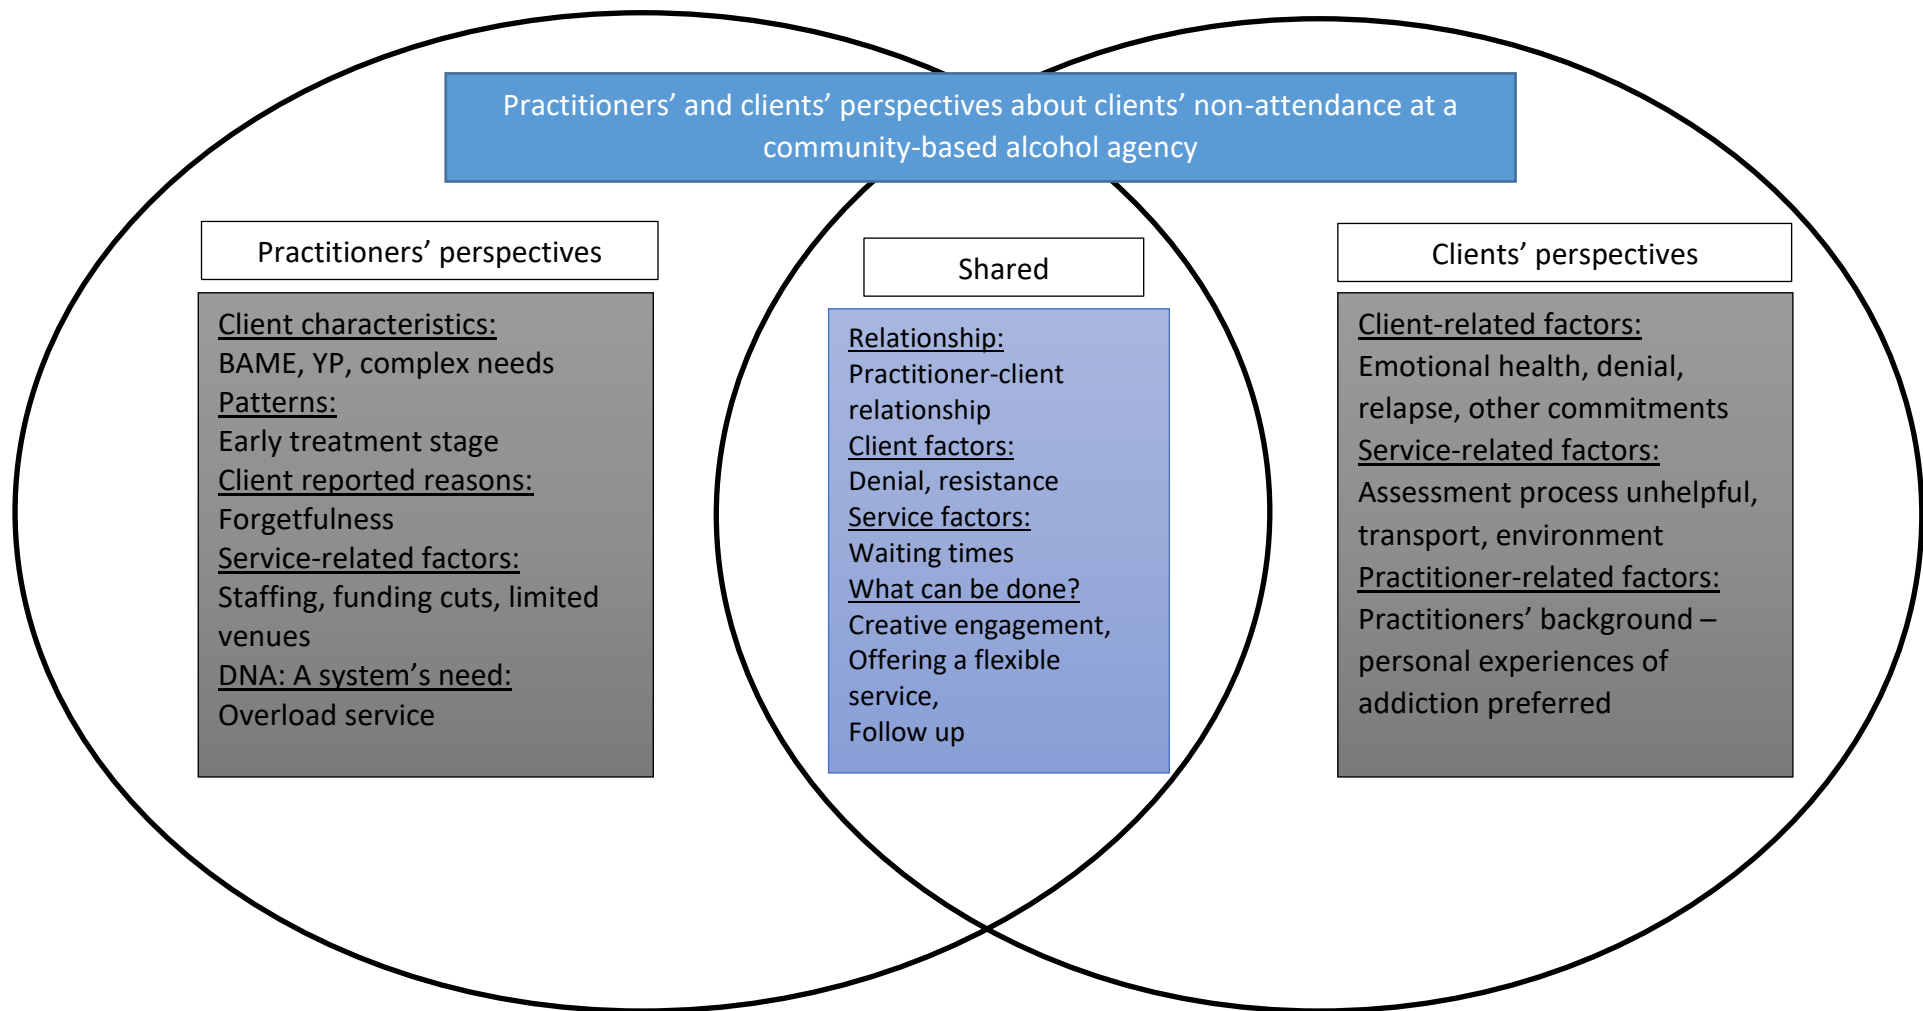 Practitioners’ and clients’ perspectives about clients’ non-attendance at a
community-based alcohol agency
Practitioners’ perspectives
Client characteristics:
BAME, YP, complex needs
Patterns:
Early treatment stage
Client reported reasons:
Forgetfulness
Service-related factors:
Staffing, funding cuts, limited
venues
DNA: A system’s need:
Overload service
Shared
Relationship:
Practitioner-client
relationship
Client factors:
Denial, resistance
Service factors:
Waiting times
What can be done?
Creative engagement,
Offering a flexible
service,
Follow up
Clients’ perspectives
Client-related factors:
Emotional health, denial,
relapse, other commitments
Service-related factors:
Assessment process unhelpful,
transport, environment
Practitioner-related factors:
Practitioners’ background –
personal experiences of
addiction preferred